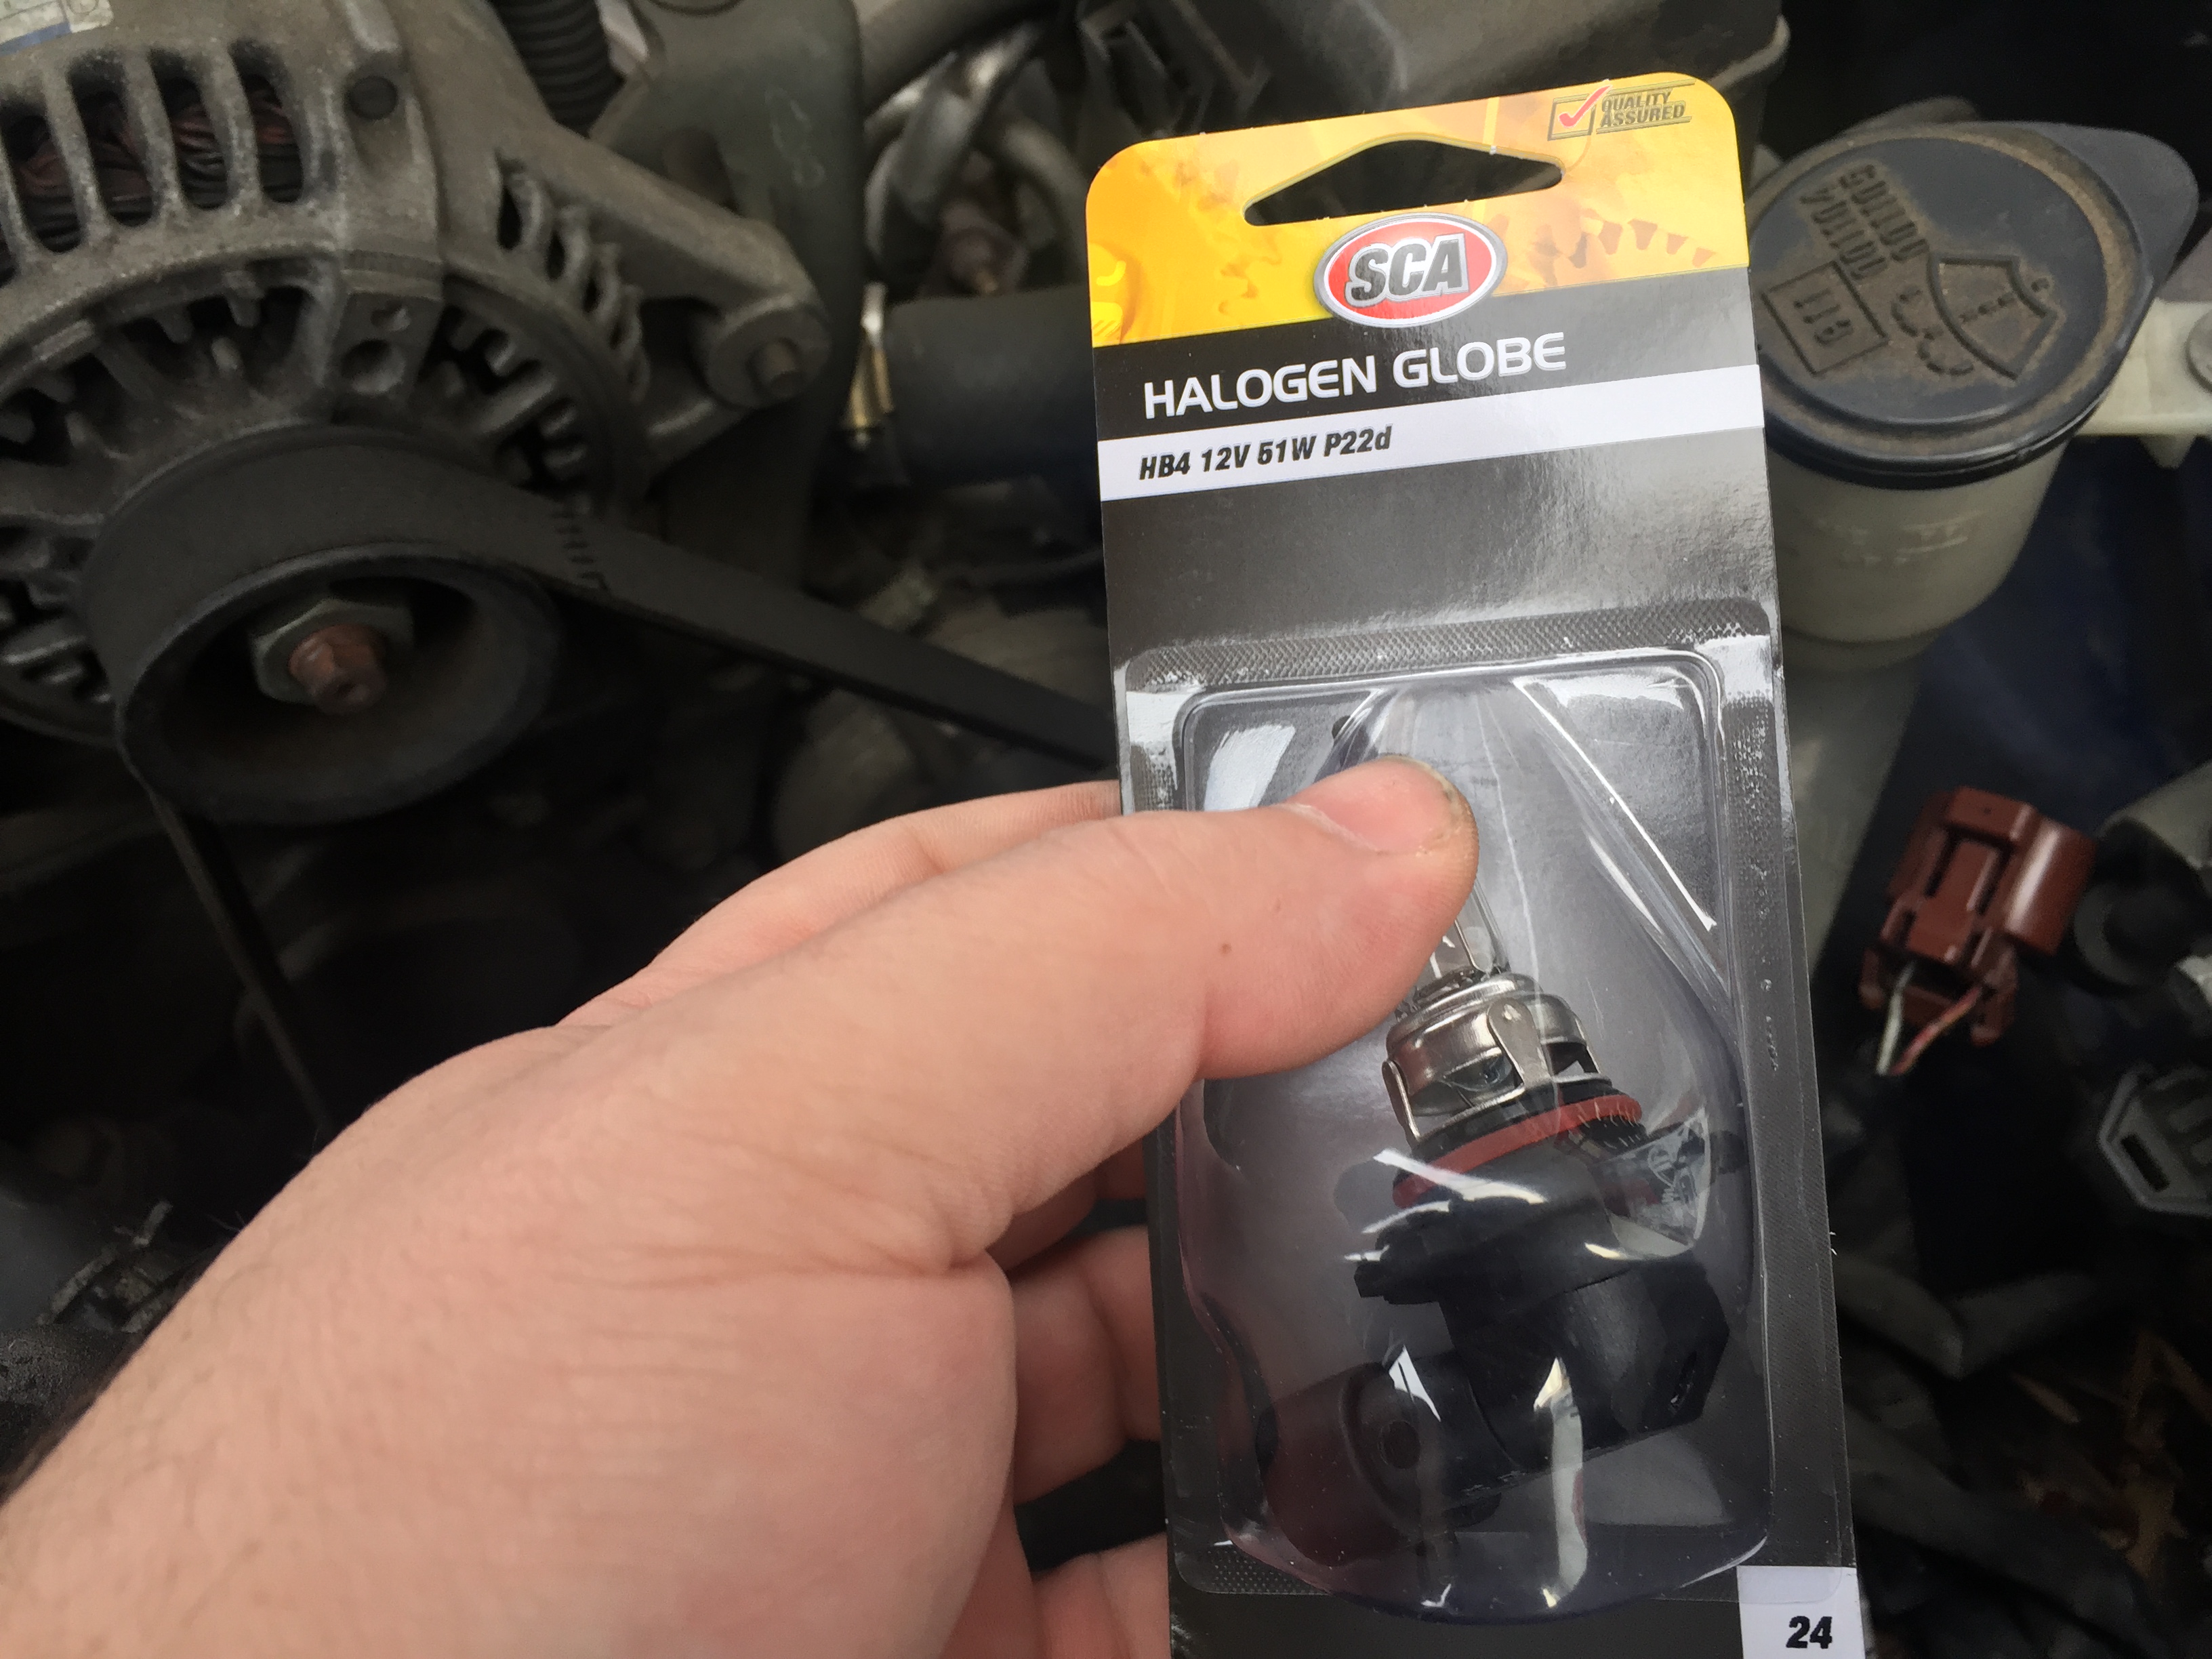 QUALITY
ASSURED
SCA
HALOGEN GLOBE
HB4 12V 51W P22d
24